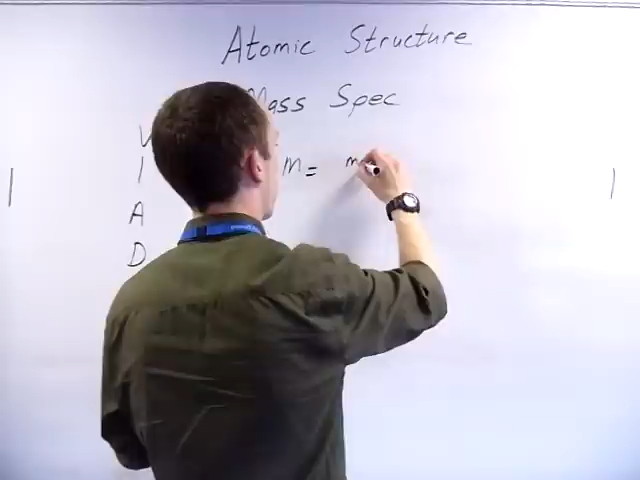 Atomic Structure
Mass Spec
V
I m = m
A
D